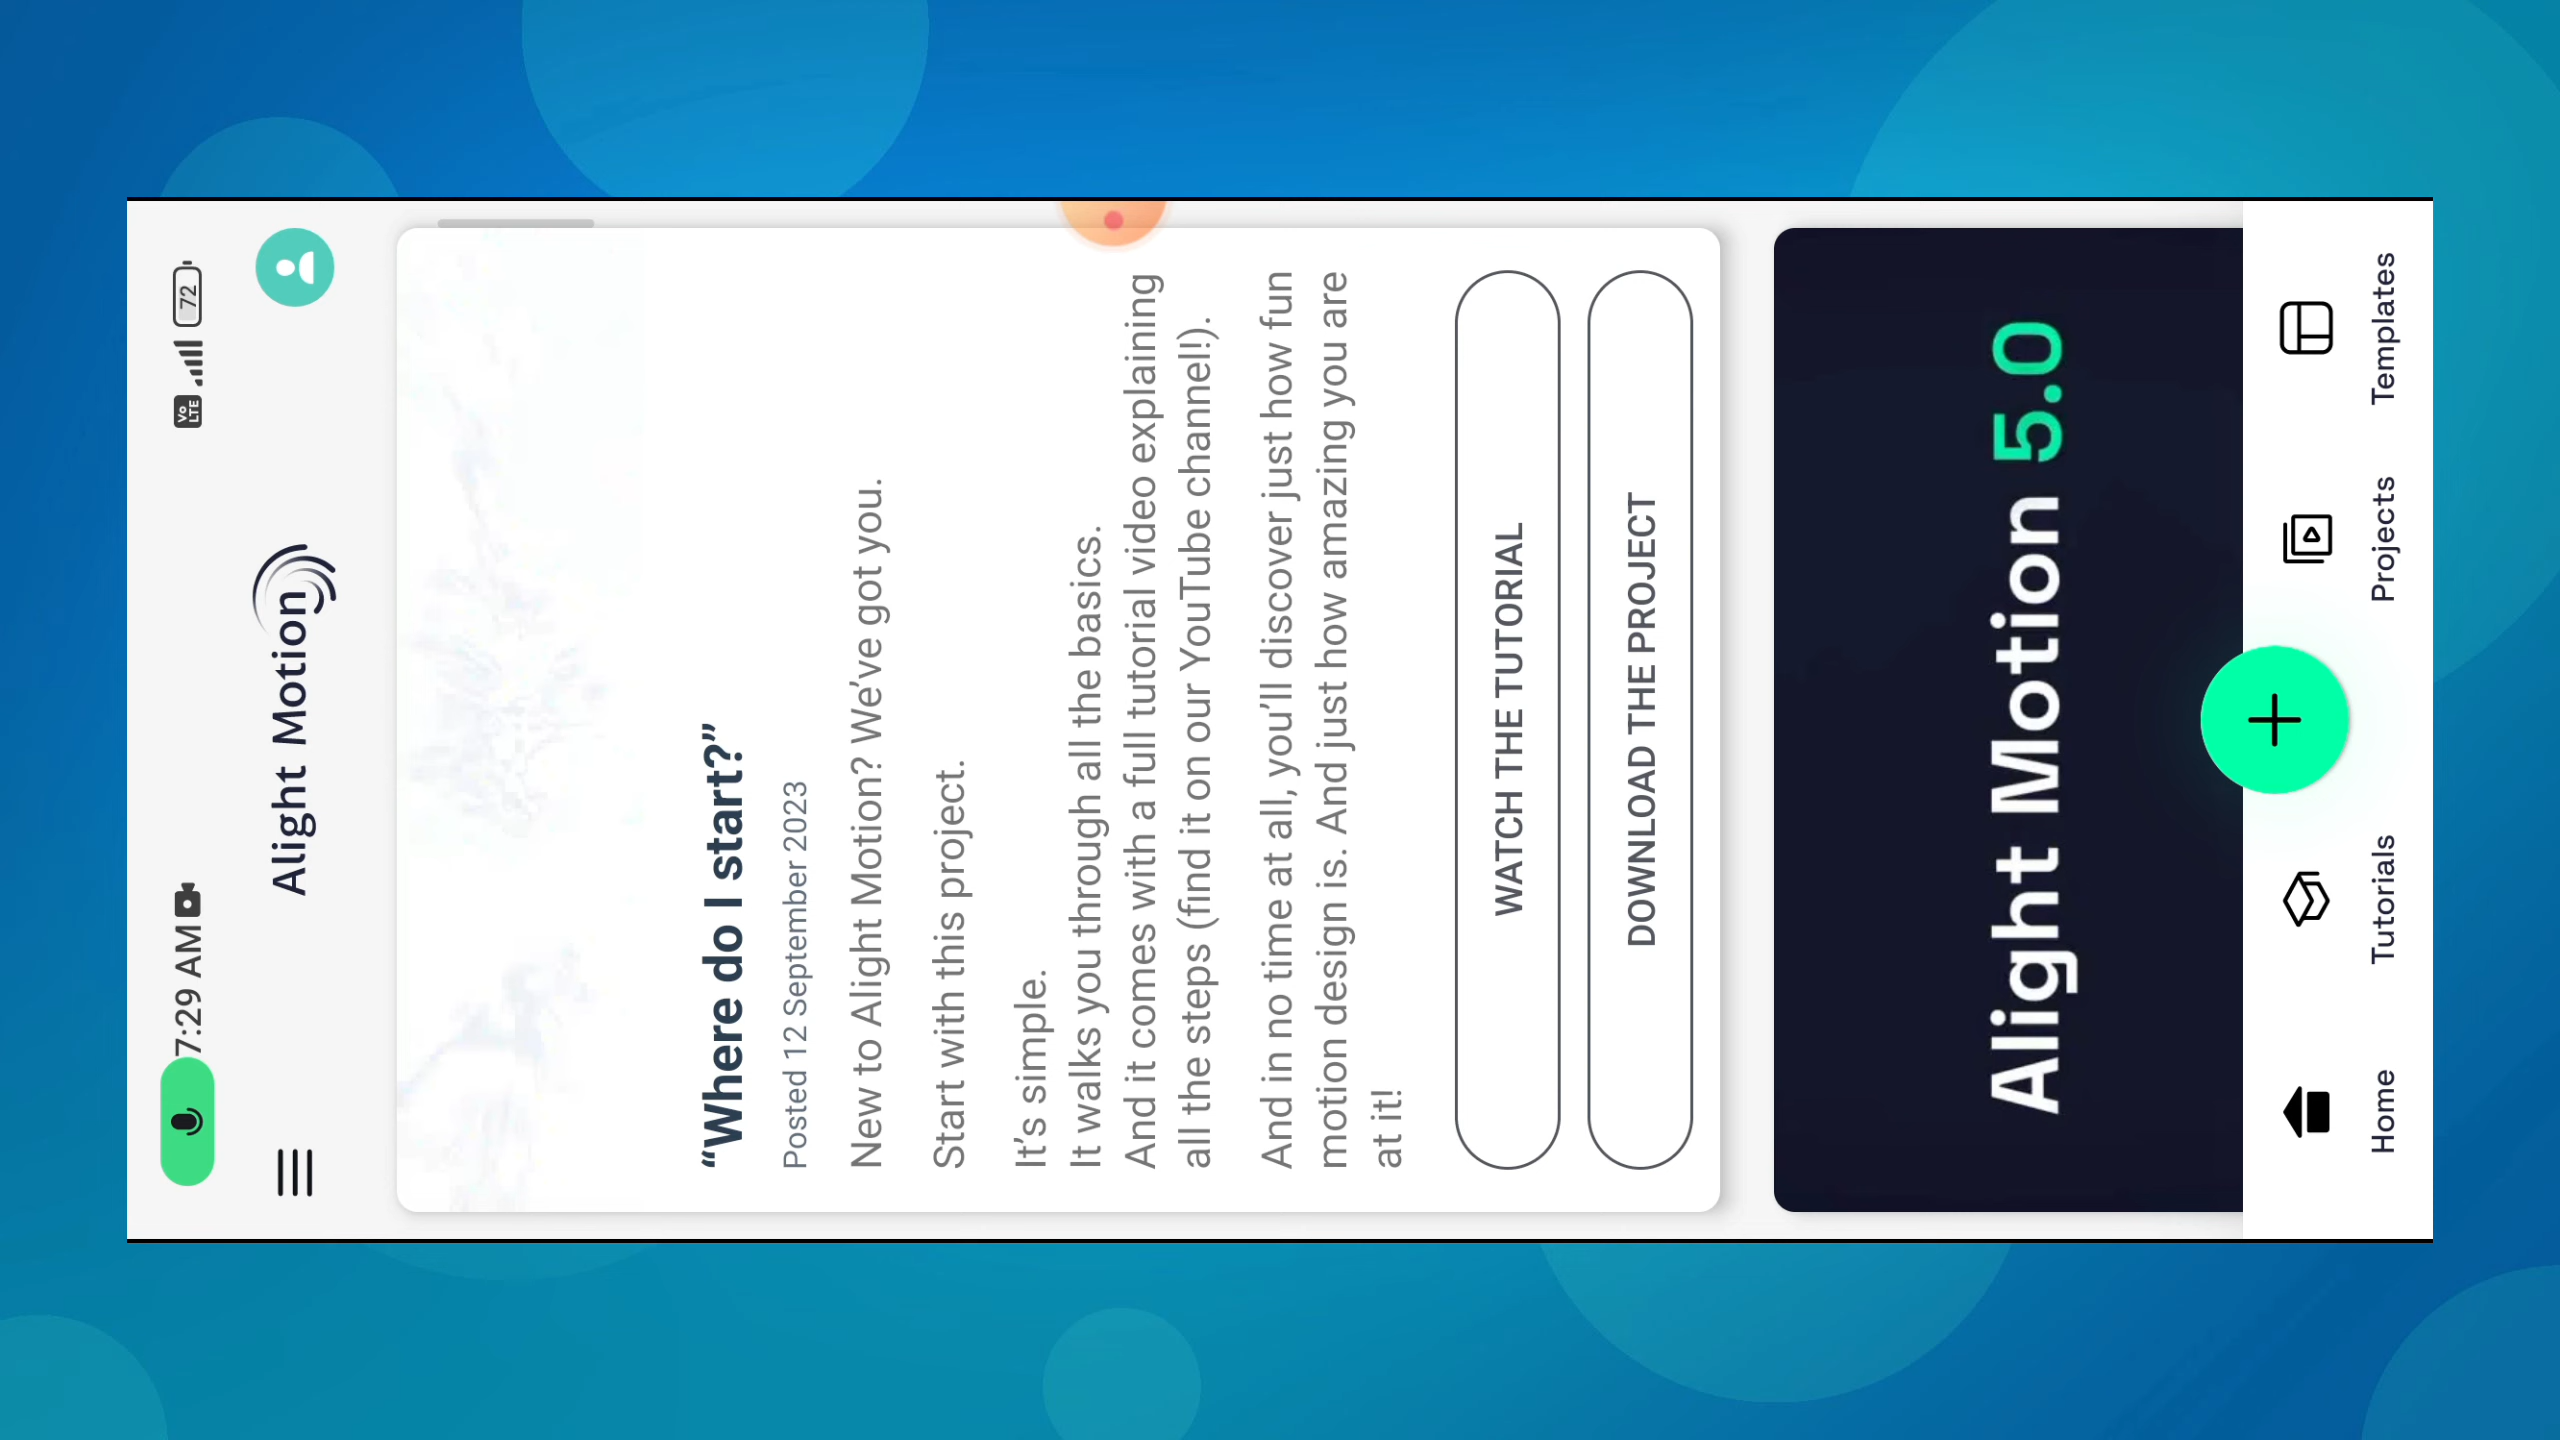 7:29 AM
Vo
LTE
72
Alight Motion
“Where do I start?”
Posted 12 September 2023
New to Alight Motion? We’ve got you.
Start with this project.
It’s simple.
It walks you through all the basics.
And it comes with a full tutorial video explaining
all the steps (find it on our YouTube channel!).
And in no time at all, you’ll discover just how fun
motion design is. And just how amazing you are
at it!
WATCH THE TUTORIAL
DOWNLOAD THE PROJECT
Alight Motion 5.0
Home
Tutorials
Projects
Templates